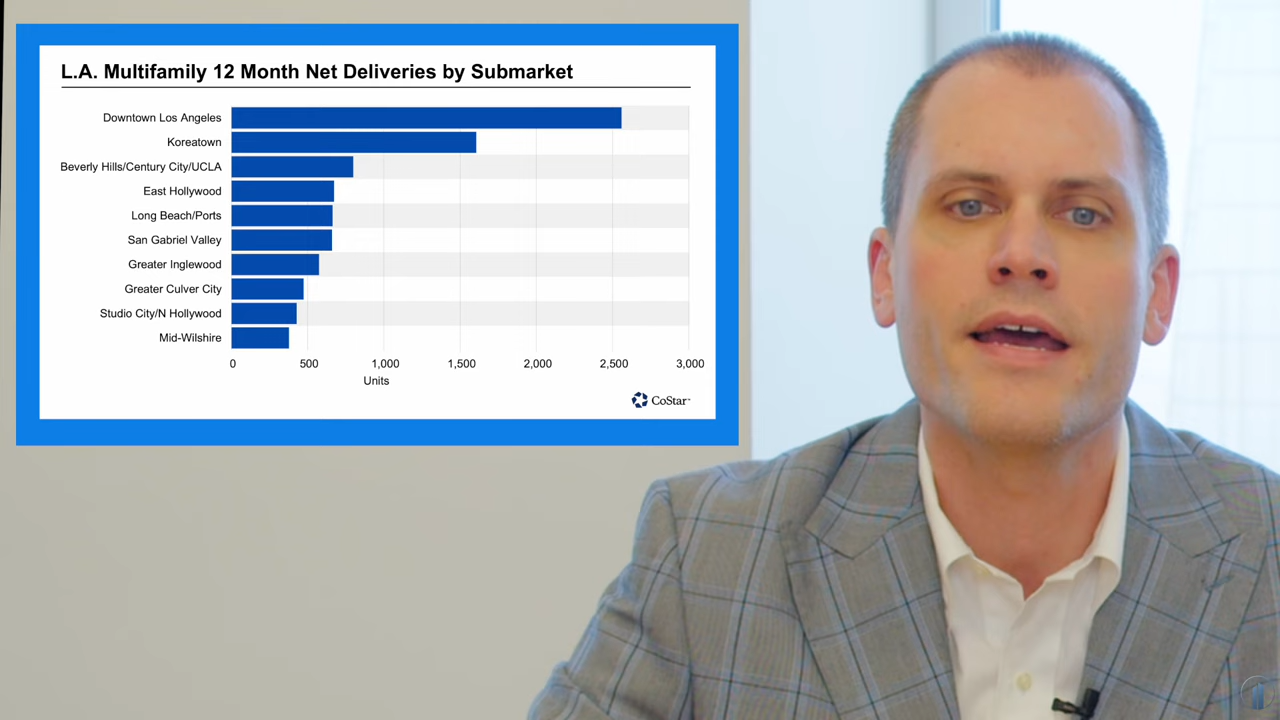 L.A. Multifamily 12 Month Net Deliveries by Submarket
Downtown Los Angeles
Koreatown
Beverly Hills/Century City/UCLA
East Hollywood
Long Beach/Ports
San Gabriel Valley
Greater Inglewood
Greater Culver City
Studio City/N Hollywood
Mid-Wilshire
0 500 1,000 1,500 2,000 2,500 3,000
Units
CoStar™